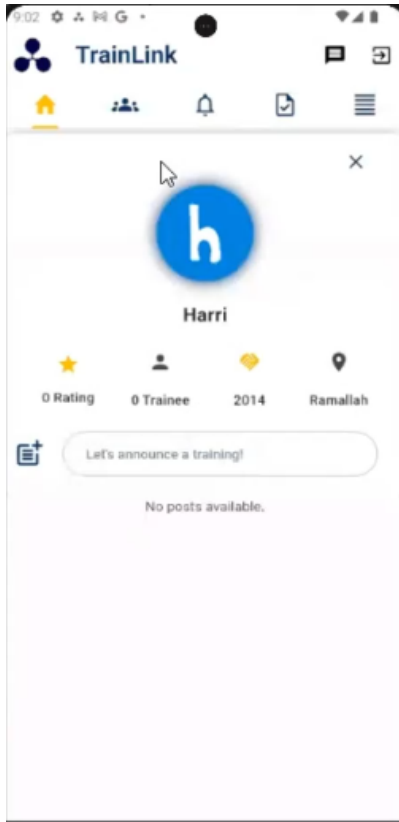 9:02 G
TrainLink
h
Harri
0 Rating 0 Trainee 2014 Ramallah
Let's announce a training!
No posts available.